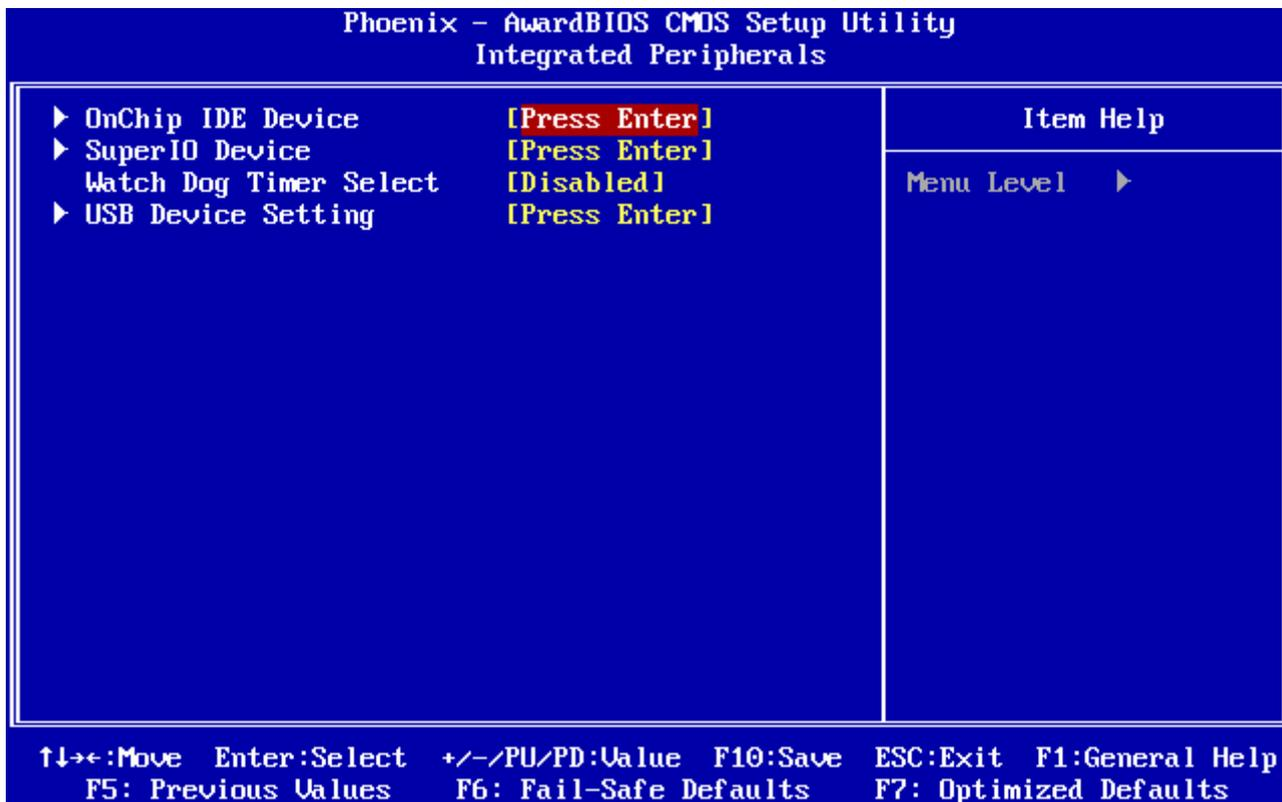 Phoenix - AwardBIOS CMOS Setup Utility
Integrated Peripherals
▶ OnChip IDE Device [Press Enter]
▶ SuperIO Device [Press Enter]
Watch Dog Timer Select [Disabled]
▶ USB Device Setting [Press Enter]
Item Help
Menu Level ▶
↑↓→←:Move Enter:Select +/-/PU/PD:Value F10:Save ESC:Exit F1:General Help
F5: Previous Values F6: Fail-Safe Defaults F7: Optimized Defaults